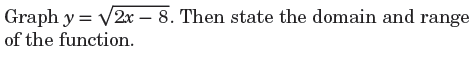 Graph y = √2x − 8. Then state the domain and range
of the function.